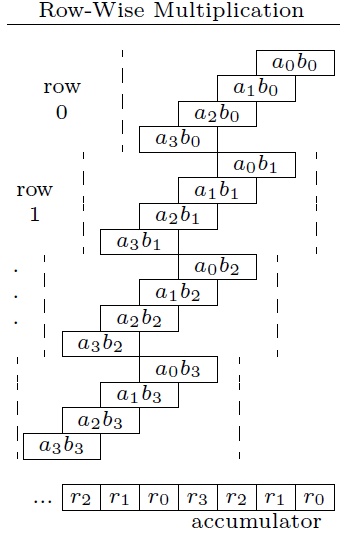 Row-Wise Multiplication
a₀b₀
row a₁b₀
0 a₂b₀
a₃b₀
a₀b₁
row a₁b₁
1 a₂b₁
a₃b₁
. a₀b₂
. a₁b₂
. a₂b₂
a₃b₂
a₀b₃
a₁b₃
a₂b₃
a₃b₃
... r₂ r₁ r₀ r₃ r₂ r₁ r₀
accumulator